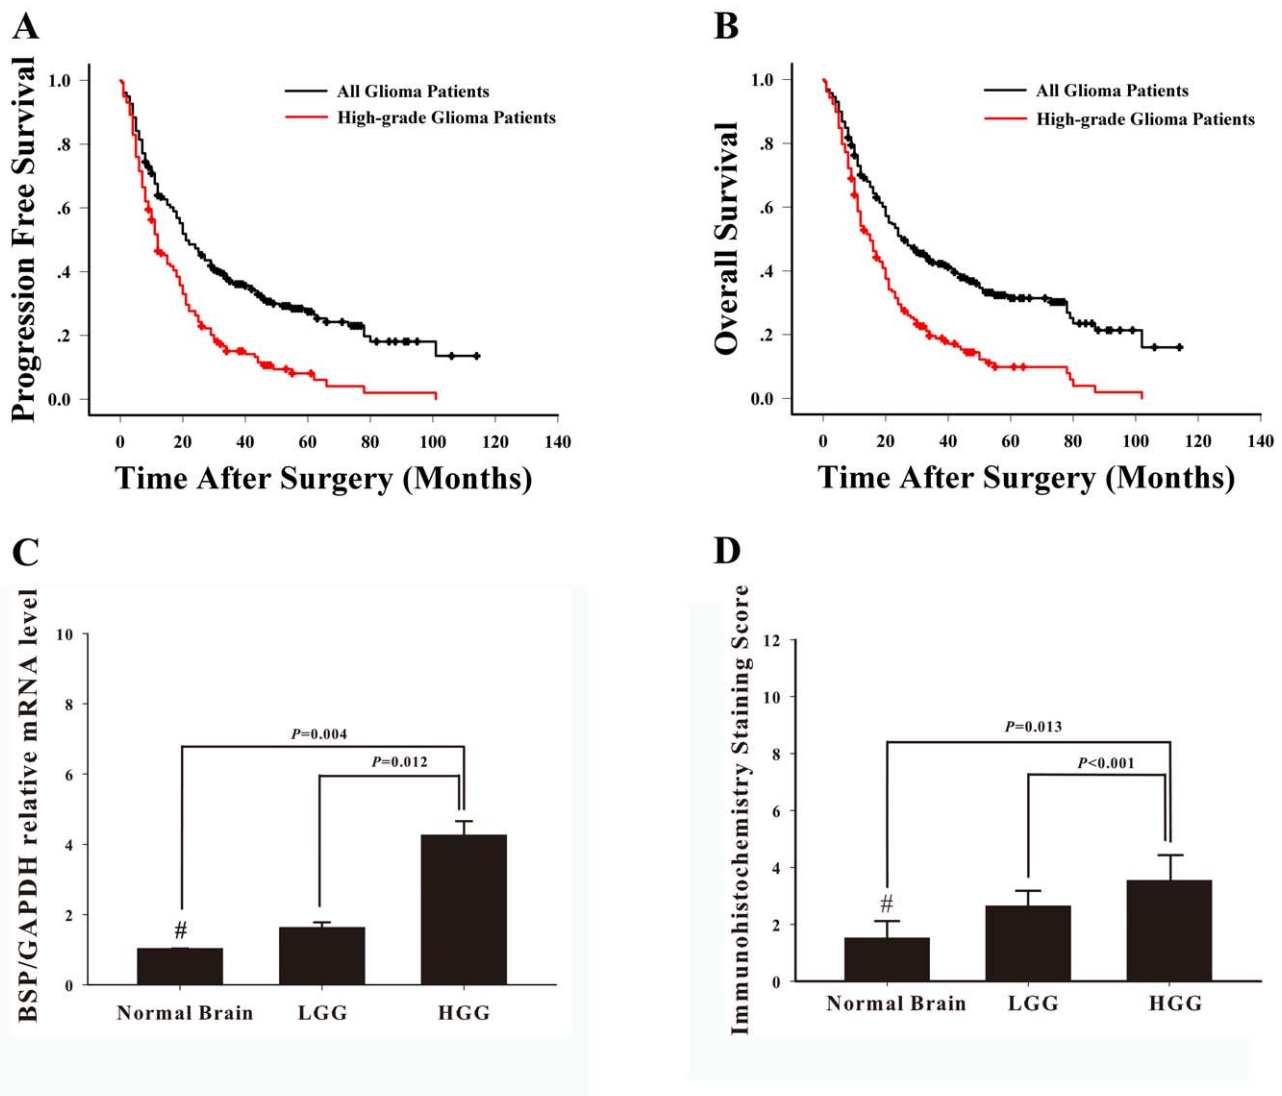 A
Progression Free Survival
1.0
.8
.6
.4
.2
0.0
All Glioma Patients
High-grade Glioma Patients
0 20 40 60 80 100 120 140
Time After Surgery (Months)
B
Overall Survival
1.0
.8
.6
.4
.2
0.0
All Glioma Patients
High-grade Glioma Patients
0 20 40 60 80 100 120 140
Time After Surgery (Months)
C
BSP/GAPDH relative mRNA level
10
8
6
4
2
0
P=0.004
P=0.012
#
Normal Brain LGG HGG
D
Immunohistochemistry Staining Score
12
10
8
6
4
2
0
P=0.013
P<0.001
#
Normal Brain LGG HGG